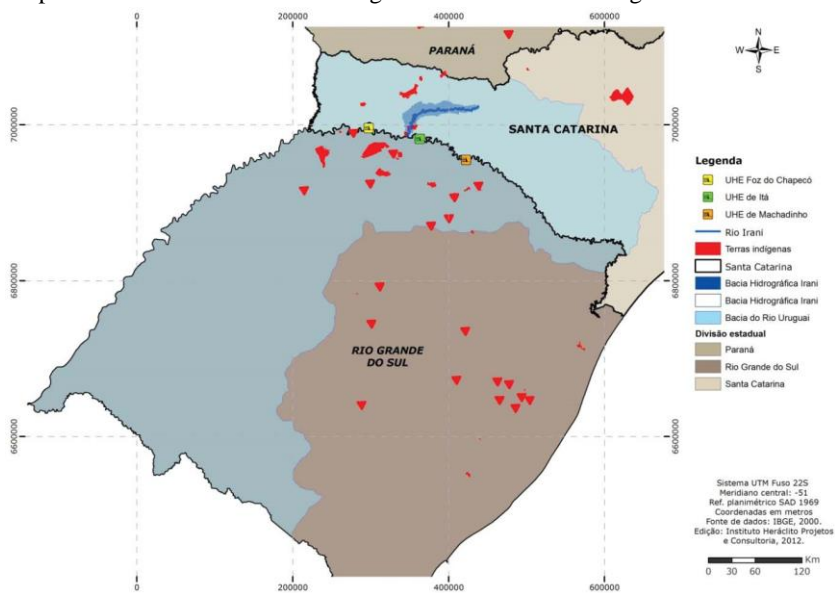 0
200000
400000
600000
PARANÁ
N
W
E
S
7000000
SANTA CATARINA
7000000
Legenda
UHE Foz do Chapecó
UHE de Itá
UHE de Machadinho
Rio Irani
Terras indígenas
Santa Catarina
Bacia Hidrográfica Irani
Bacia Hidrográfica Irani
Bacia do Rio Uruguai
Divisão estadual
Paraná
Rio Grande do Sul
Santa Catarina
6800000
6800000
RIO GRANDE
DO SUL
6600000
6600000
Sistema UTM Fuso 22S
Meridiano central: -51
Ref. planimétrico SAD 1969
Coordenadas em metros
Fonte de dados: IBGE, 2000.
Edição: Instituto Heráclito Projetos
e Consultoria, 2012.
Km
0 30 60 120
0
200000
400000
600000